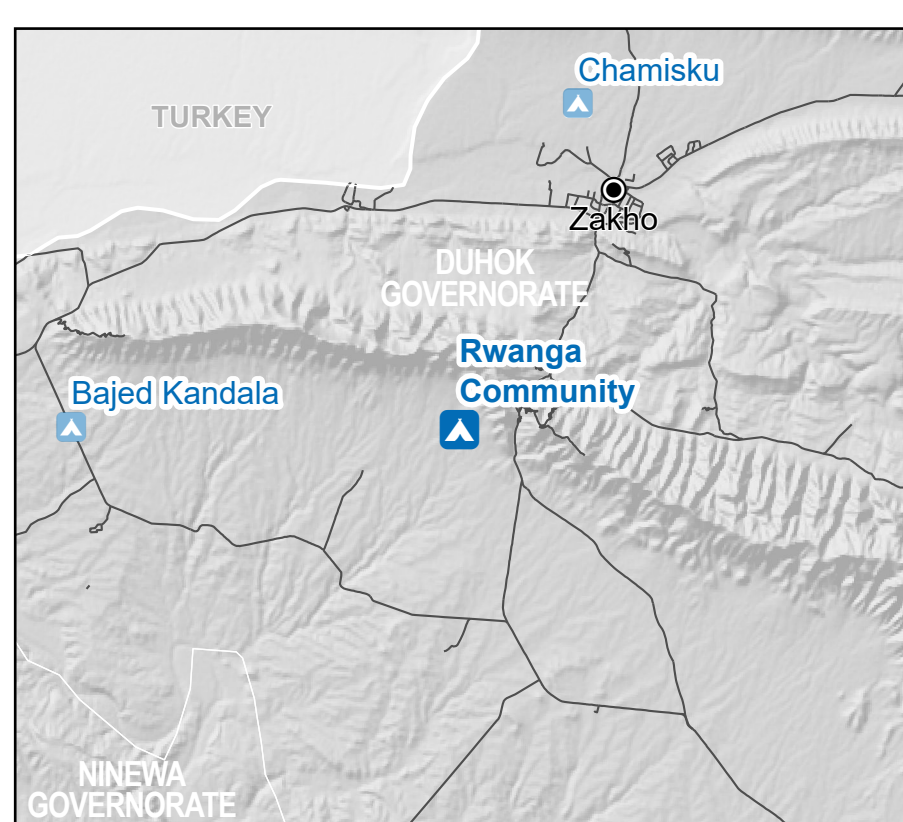 Chamisku
TURKEY
Zakho
DUHOK
GOVERNORATE
Rwanga
Community
Bajed Kandala
NINEWA
GOVERNORATE